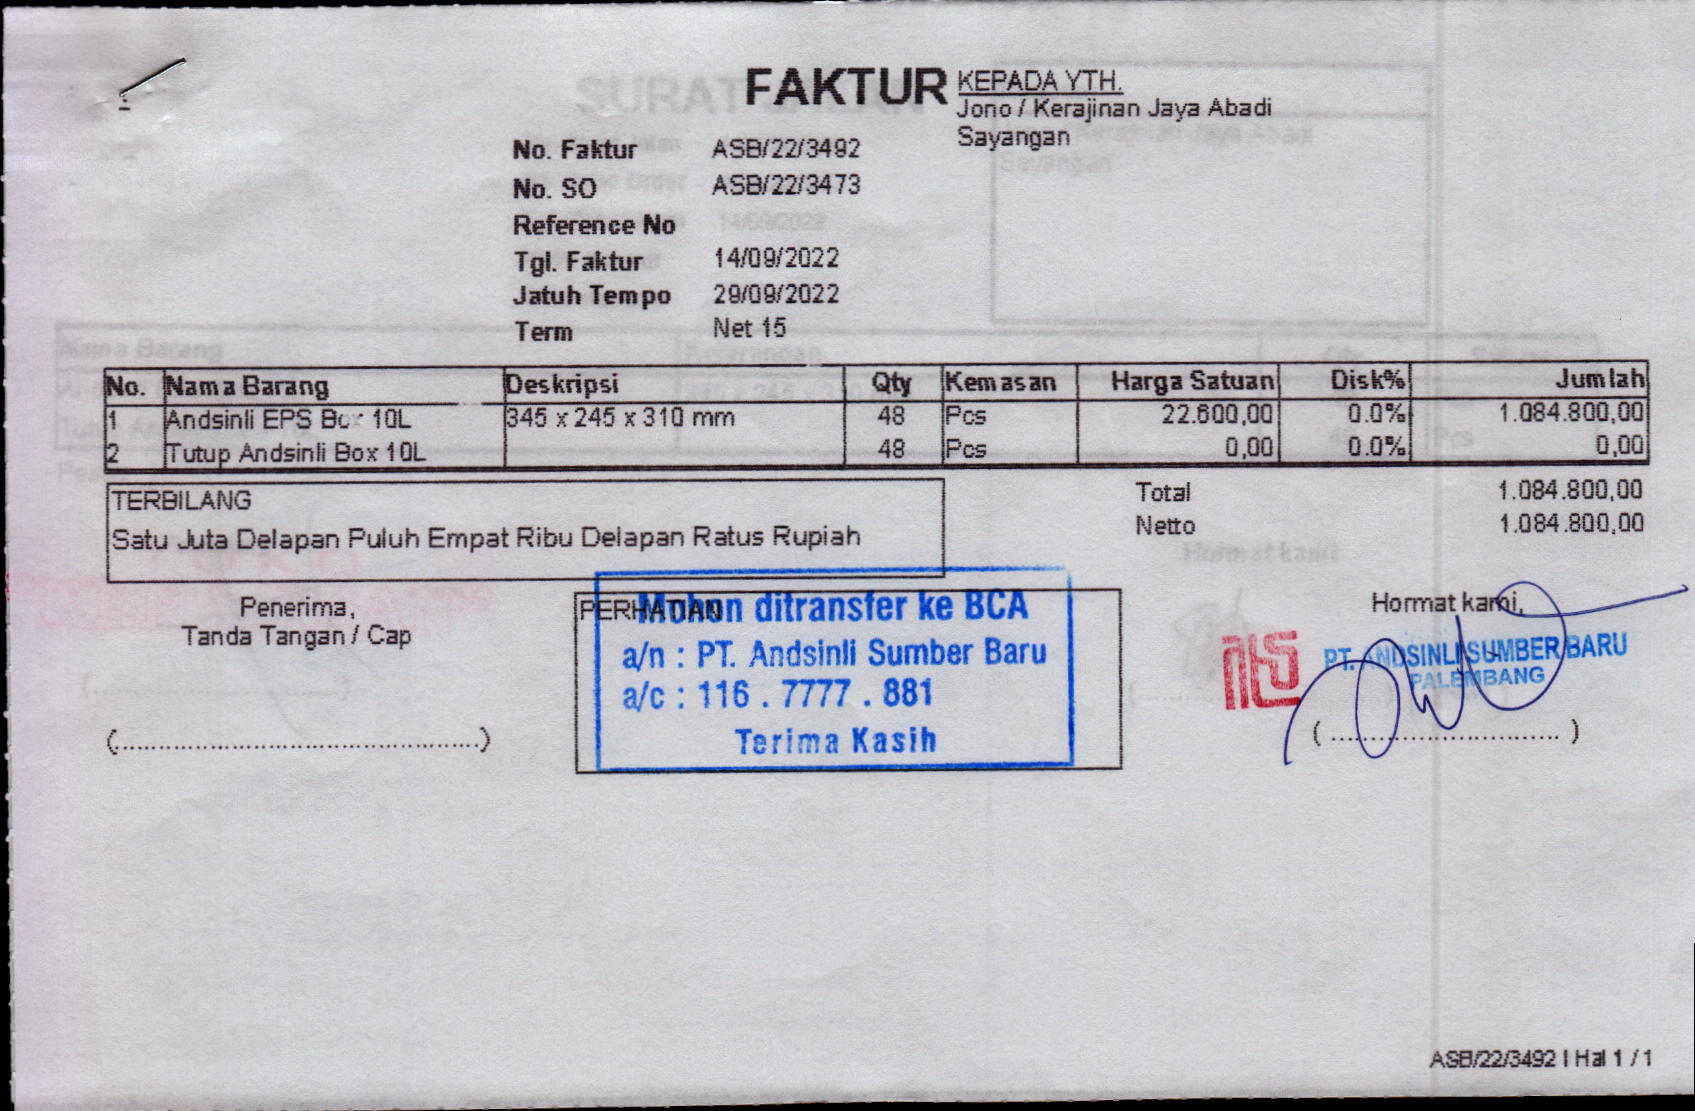 FAKTUR
KEPADA YTH.
Jono / Kerajinan Jaya Abadi
Sayangan
No. Faktur ASB/22/3492
No. SO ASB/22/3473
Reference No
Tgl. Faktur 14/09/2022
Jatuh Tempo 29/09/2022
Term Net 15
No. Nama Barang Deskripsi Qty Kemasan Harga Satuan Disk% Jumlah
1 Andsinli EPS Box 10L 345 x 245 x 310 mm 48 Pcs 22.600,00 0.0% 1.084.800,00
2 Tutup Andsinli Box 10L 48 Pcs 0,00 0.0% 0,00
TERBILANG
Satu Juta Delapan Puluh Empat Ribu Delapan Ratus Rupiah
Total 1.084.800,00
Netto 1.084.800,00
Penerima,
Tanda Tangan / Cap
(................................................)
PERHATIAN
Mohon ditransfer ke BCA
a/n : PT. Andsinli Sumber Baru
a/c : 116 . 7777 . 881
Terima Kasih
Hormat kami,
PT. ANDSINLI SUMBER BARU
PALEMBANG
( .............................. )
ASB/22/3492 | Hal 1 / 1